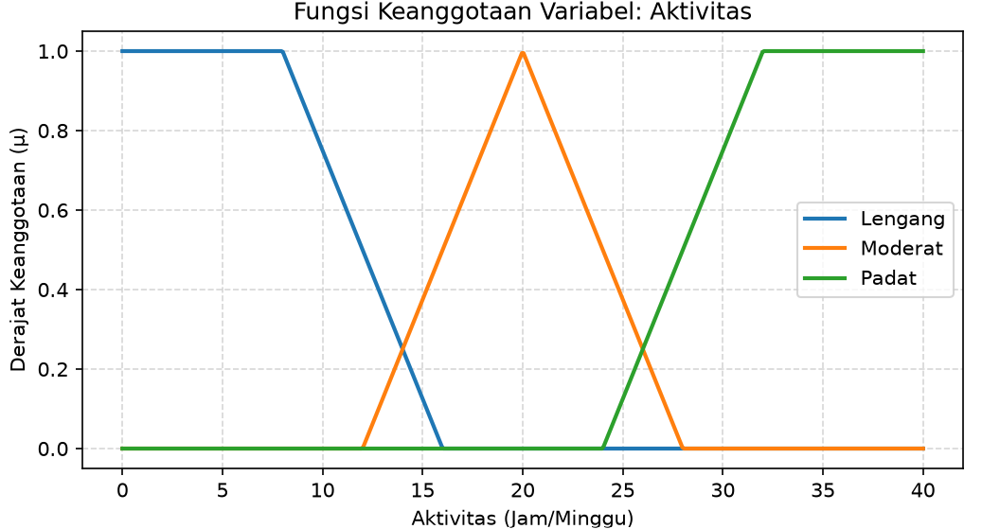 Fungsi Keanggotaan Variabel: Aktivitas
Derajat Keanggotaan (μ)
1.0
0.8
0.6
0.4
0.2
0.0
Lengang
Moderat
Padat
0 5 10 15 20 25 30 35 40
Aktivitas (Jam/Minggu)